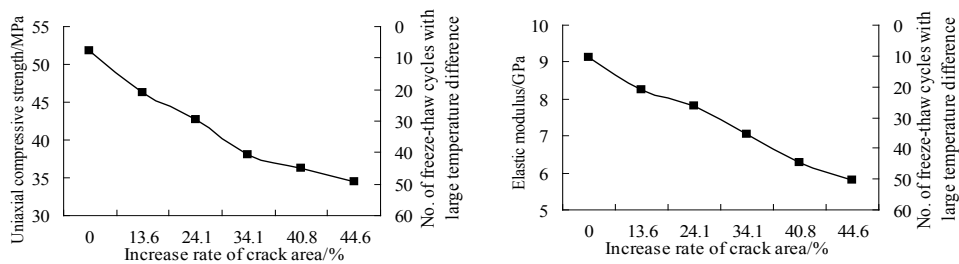 Uniaxial compressive strength/MPa
55
50
45
40
35
30
0
10
20
30
40
50
60
No. of freeze-thaw cycles with
large temperature difference
0 13.6 24.1 34.1 40.8 44.6
Increase rate of crack area/%
Elastic modulus/GPa
10
9
8
7
6
5
0
10
20
30
40
50
60
No. of freeze-thaw cycles with
large temperature difference
0 13.6 24.1 34.1 40.8 44.6
Increase rate of crack area/%